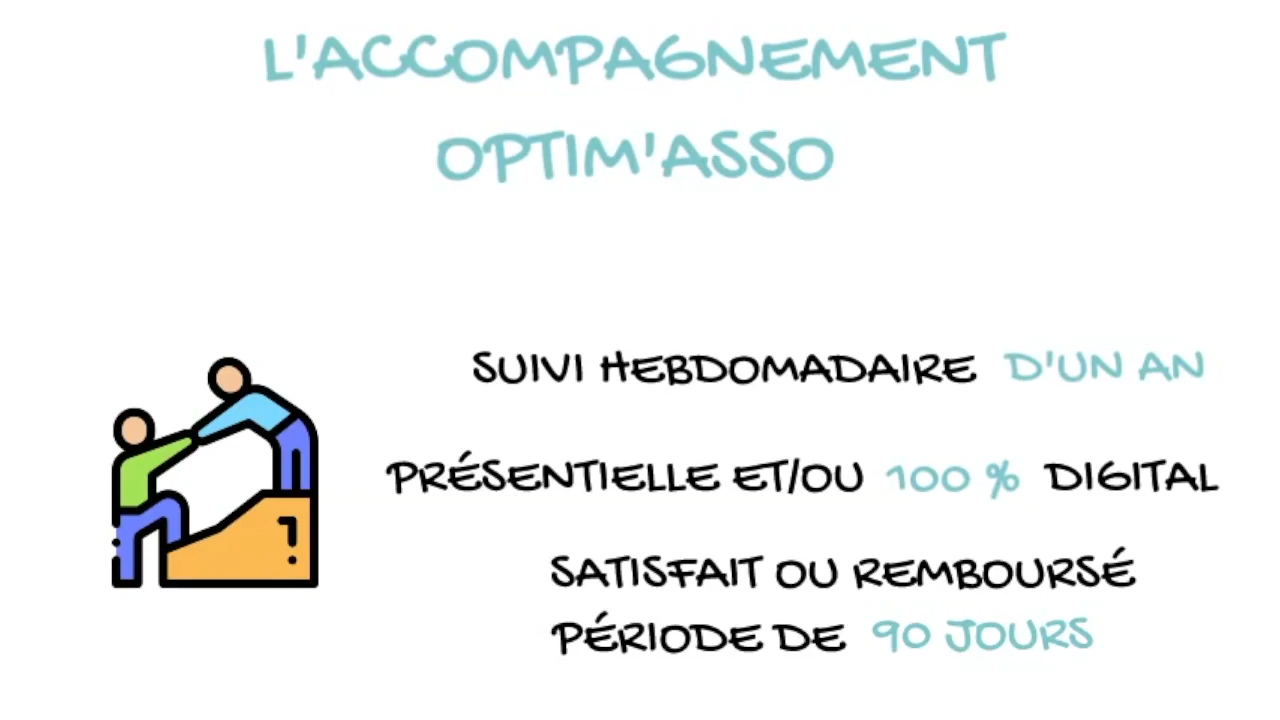 L'ACCOMPAGNEMENT
OPTIM'ASSO
SUIVI HEBDOMADAIRE D'UN AN
PRÉSENTIELLE ET/OU 100 % DIGITAL
SATISFAIT OU REMBOURSÉ
PÉRIODE DE 90 JOURS